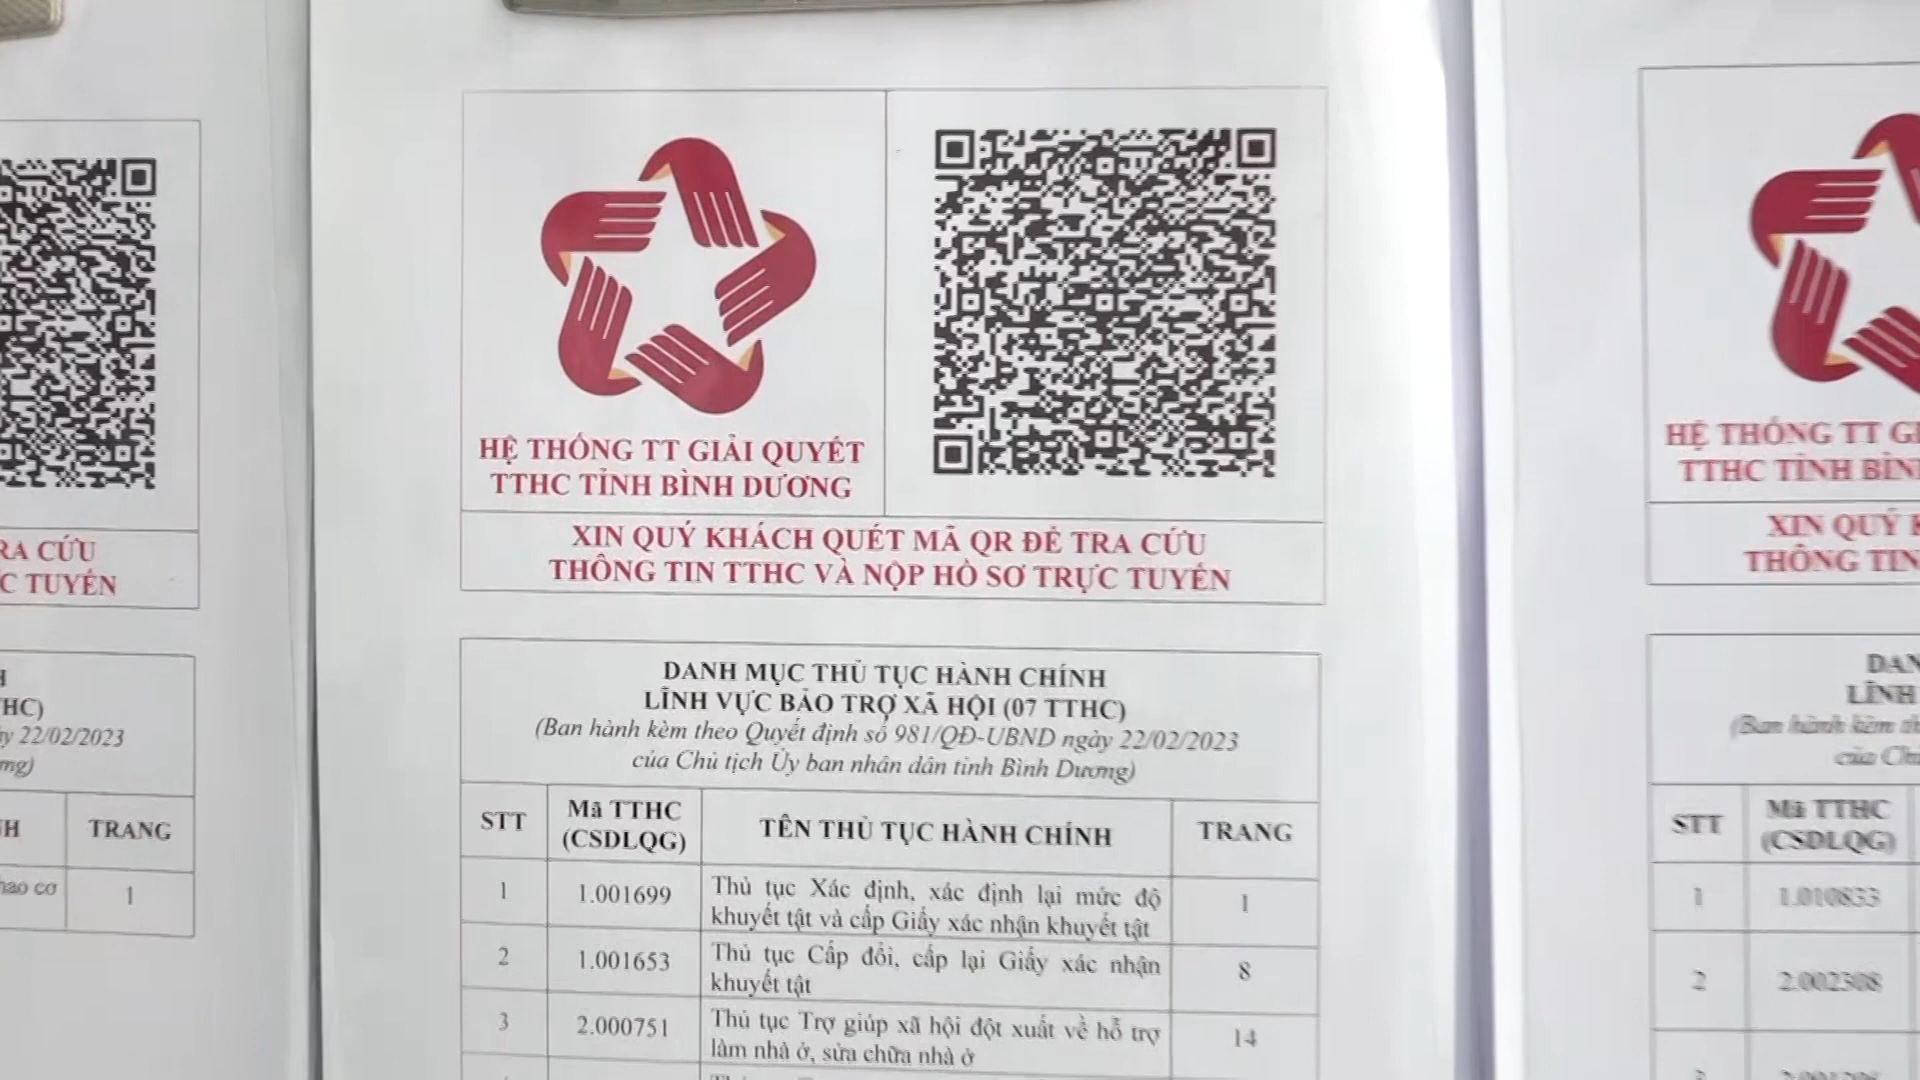 HỆ THỐNG TT GIẢI QUYẾT
TTHC TỈNH BÌNH DƯƠNG
XIN QUÝ KHÁCH QUÉT MÃ QR ĐỂ TRA CỨU
THÔNG TIN TTHC VÀ NỘP HỒ SƠ TRỰC TUYẾN
DANH MỤC THỦ TỤC HÀNH CHÍNH
LĨNH VỰC BẢO TRỢ XÃ HỘI (07 TTHC)
(Ban hành kèm theo Quyết định số 981/QĐ-UBND ngày 22/02/2023
của Chủ tịch Ủy ban nhân dân tỉnh Bình Dương)
STT Mã TTHC (CSDLQG) TÊN THỦ TỤC HÀNH CHÍNH TRANG
1 1.001699 Thủ tục Xác định, xác định lại mức độ 1
khuyết tật và cấp Giấy xác nhận khuyết tật
2 1.001653 Thủ tục Cấp đổi, cấp lại Giấy xác nhận 8
khuyết tật
3 2.000751 Thủ tục Trợ giúp xã hội đột xuất về hỗ trợ 14
làm nhà ở, sửa chữa nhà ở
CỨU
TUYẾN
22/02/2023
TRANG
1
HỆ THỐNG TT
TTHC TỈNH
XIN QUÝ
THÔNG TIN
LĨNH
(Ban hành kèm
của
STT Mã TTHC
(CSDLQG)
1 1.010833
2 2.002308